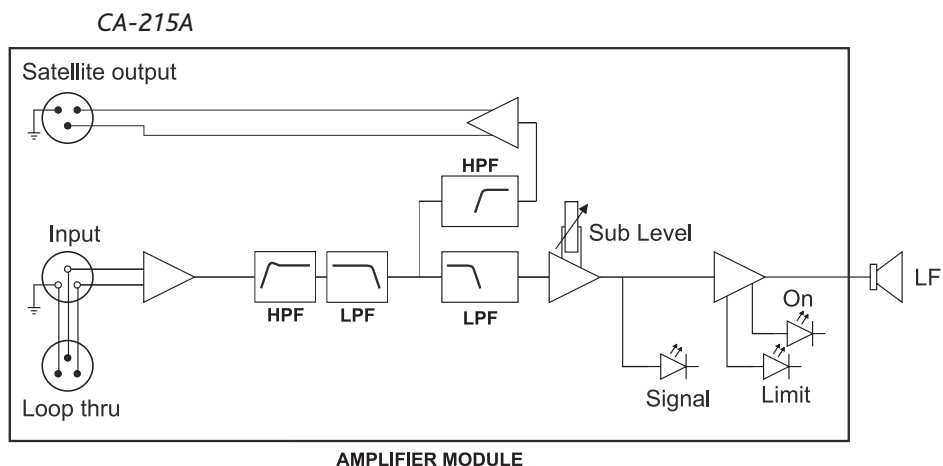 CA-215A
Satellite output
HPF
Input
Sub Level
LF
On
HPF
LPF
LPF
Signal
Limit
Loop thru
AMPLIFIER MODULE